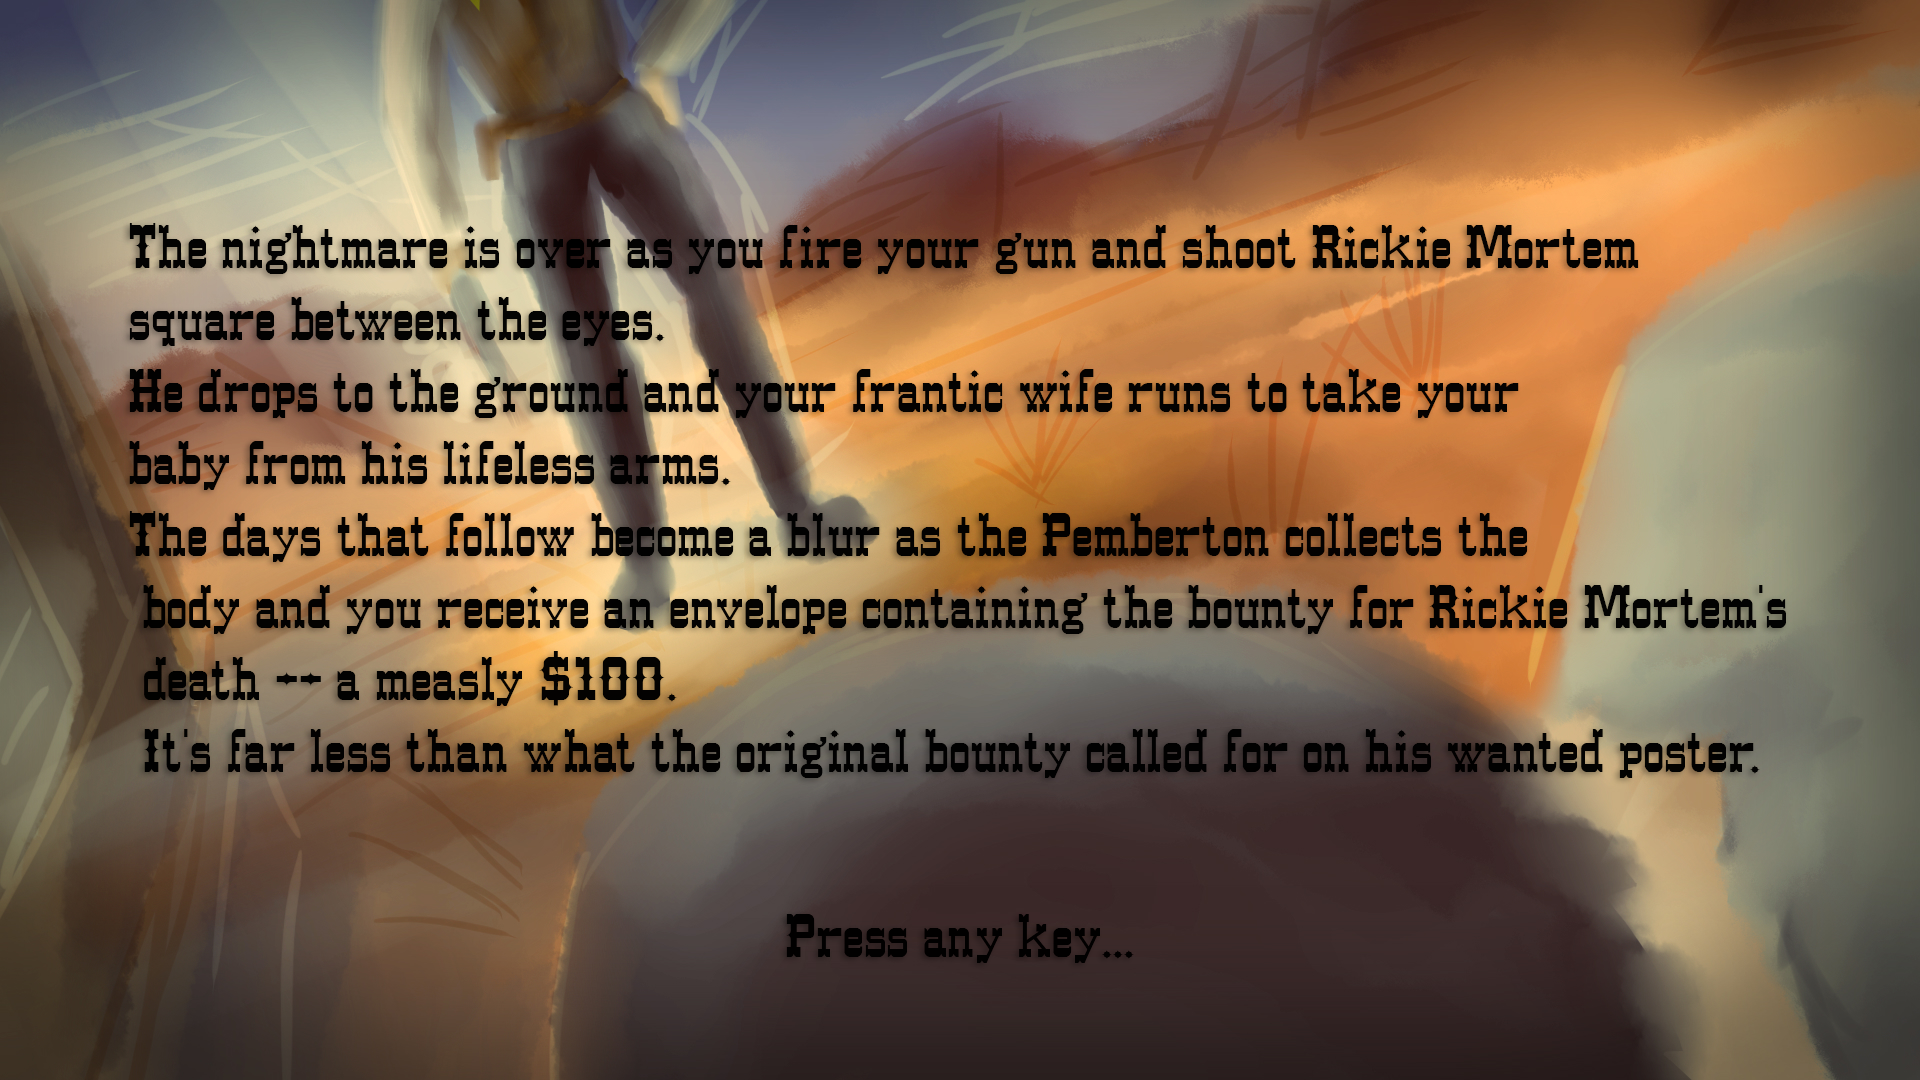 The nightmare is over as you fire your gun and shoot Rickie Mortem
square between the eyes.
He drops to the ground and your frantic wife runs to take your
baby from his lifeless arms.
The days that follow become a blur as the Pemberton collects the
body and you receive an envelope containing the bounty for Rickie Mortem's
death -- a measly $100.
It's far less than what the original bounty called for on his wanted poster.
Press any key...